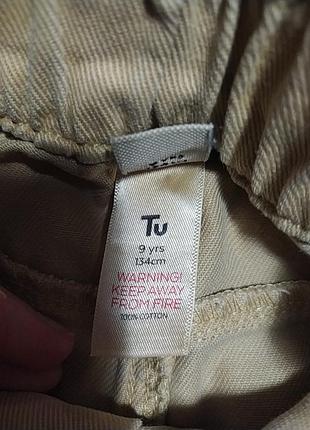 Tu
9 yrs
134cm
WARNING!
KEEP AWAY
FROM FIRE
100% COTTON